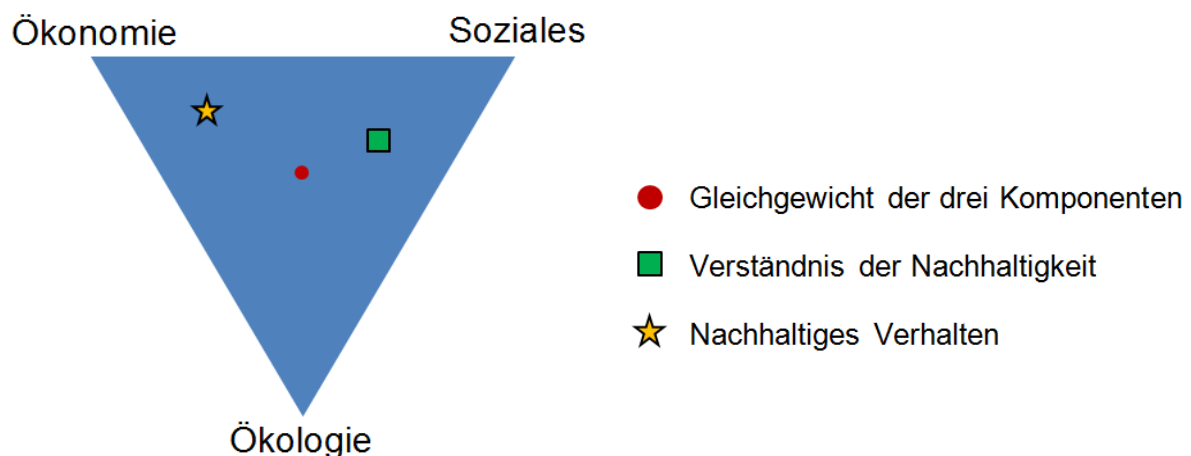 Ökonomie
Soziales
Ökologie
Gleichgewicht der drei Komponenten
Verständnis der Nachhaltigkeit
Nachhaltiges Verhalten